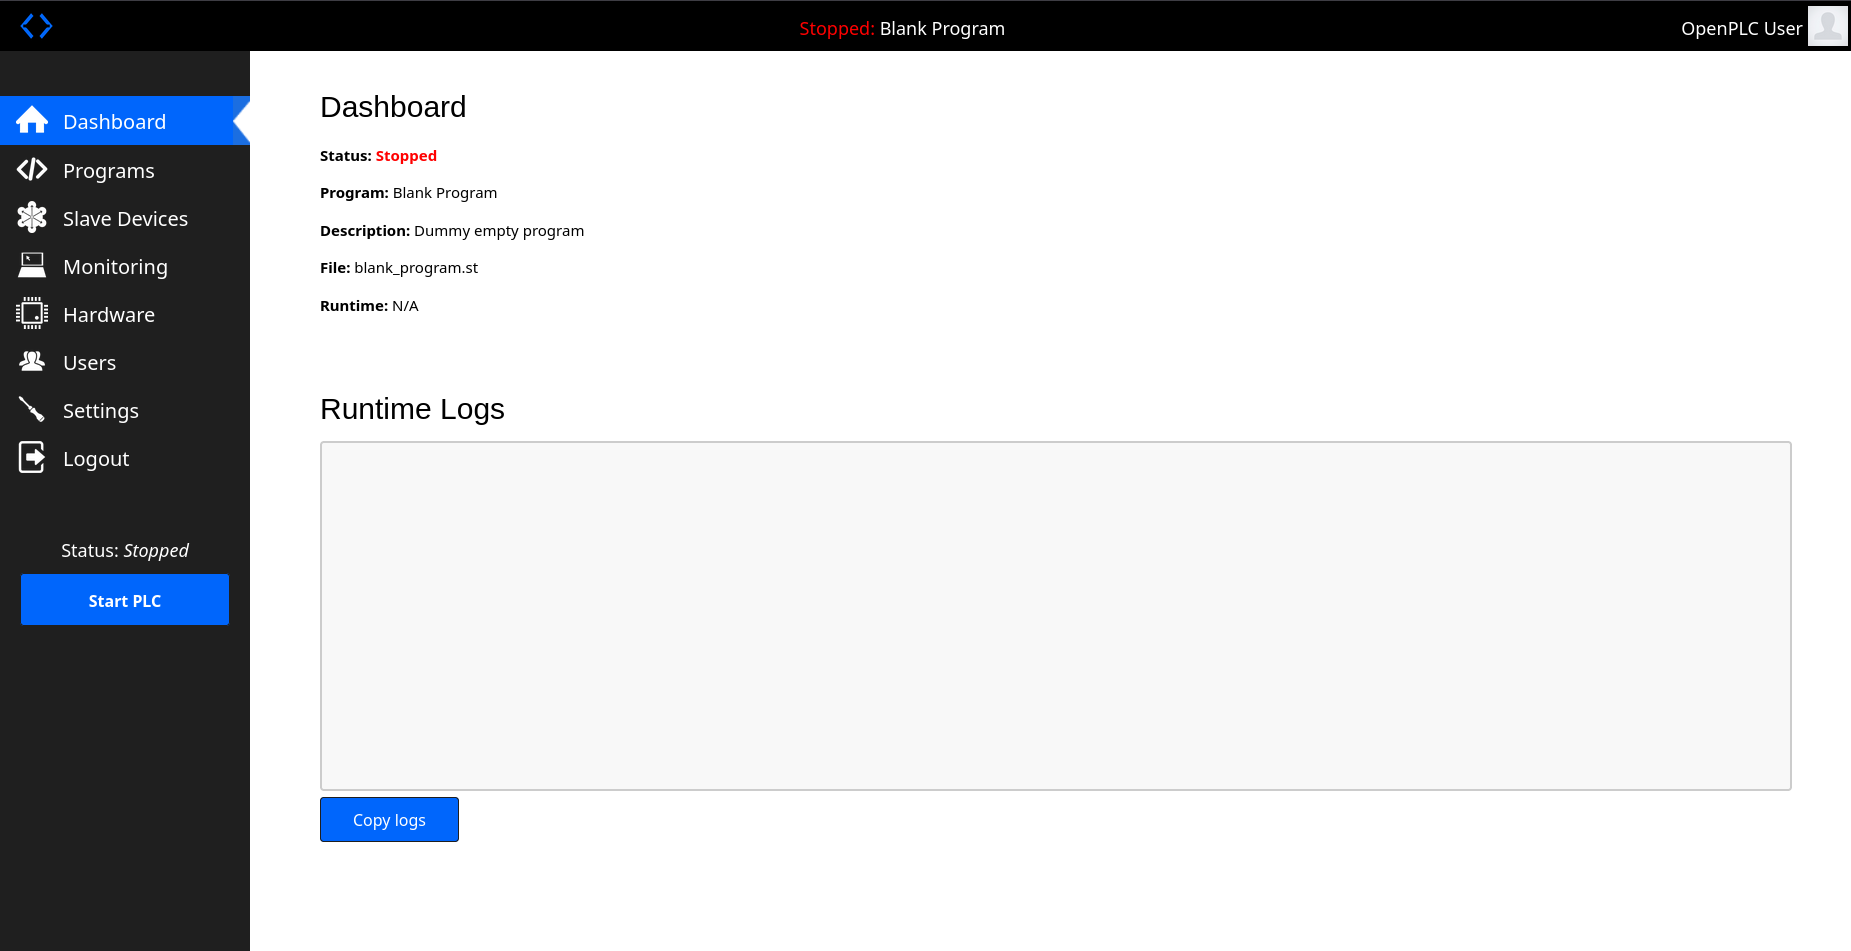 Stopped: Blank Program
OpenPLC User
Dashboard
Programs
Slave Devices
Monitoring
Hardware
Users
Settings
Logout
Status: Stopped
Start PLC
Dashboard
Status: Stopped
Program: Blank Program
Description: Dummy empty program
File: blank_program.st
Runtime: N/A
Runtime Logs
Copy logs